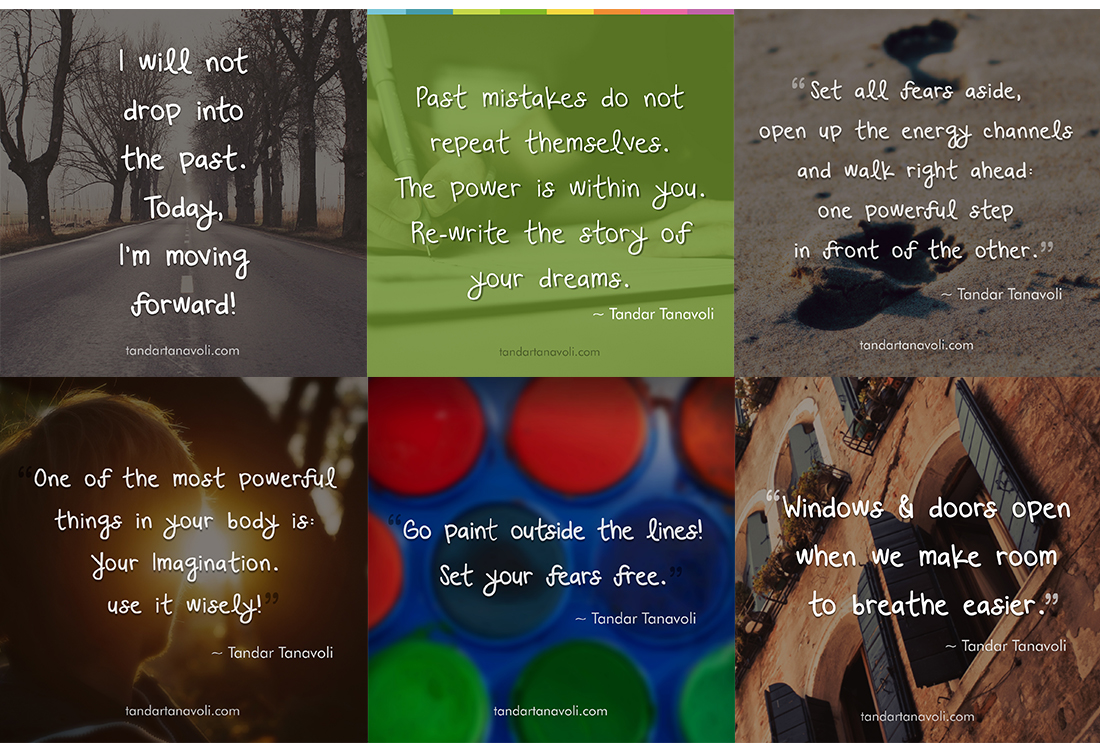 I will not
drop into
the past.
Today,
I'm moving
forward!
tandartanavoli.com
Past mistakes do not
repeat themselves.
The power is within you.
Re-write the story of
your dreams.
~ Tandar Tanavoli
tandartanavoli.com
“Set all fears aside,
open up the energy channels
and walk right ahead:
one powerful step
in front of the other.”
~ Tandar Tanavoli
tandartanavoli.com
“One of the most powerful
things in your body is:
Your Imagination.
use it wisely!”
~ Tandar Tanavoli
tandartanavoli.com
“Go paint outside the lines!
Set your fears free.”
~ Tandar Tanavoli
tandartanavoli.com
“Windows & doors open
when we make room
to breathe easier.”
~ Tandar Tanavoli
tandartanavoli.com